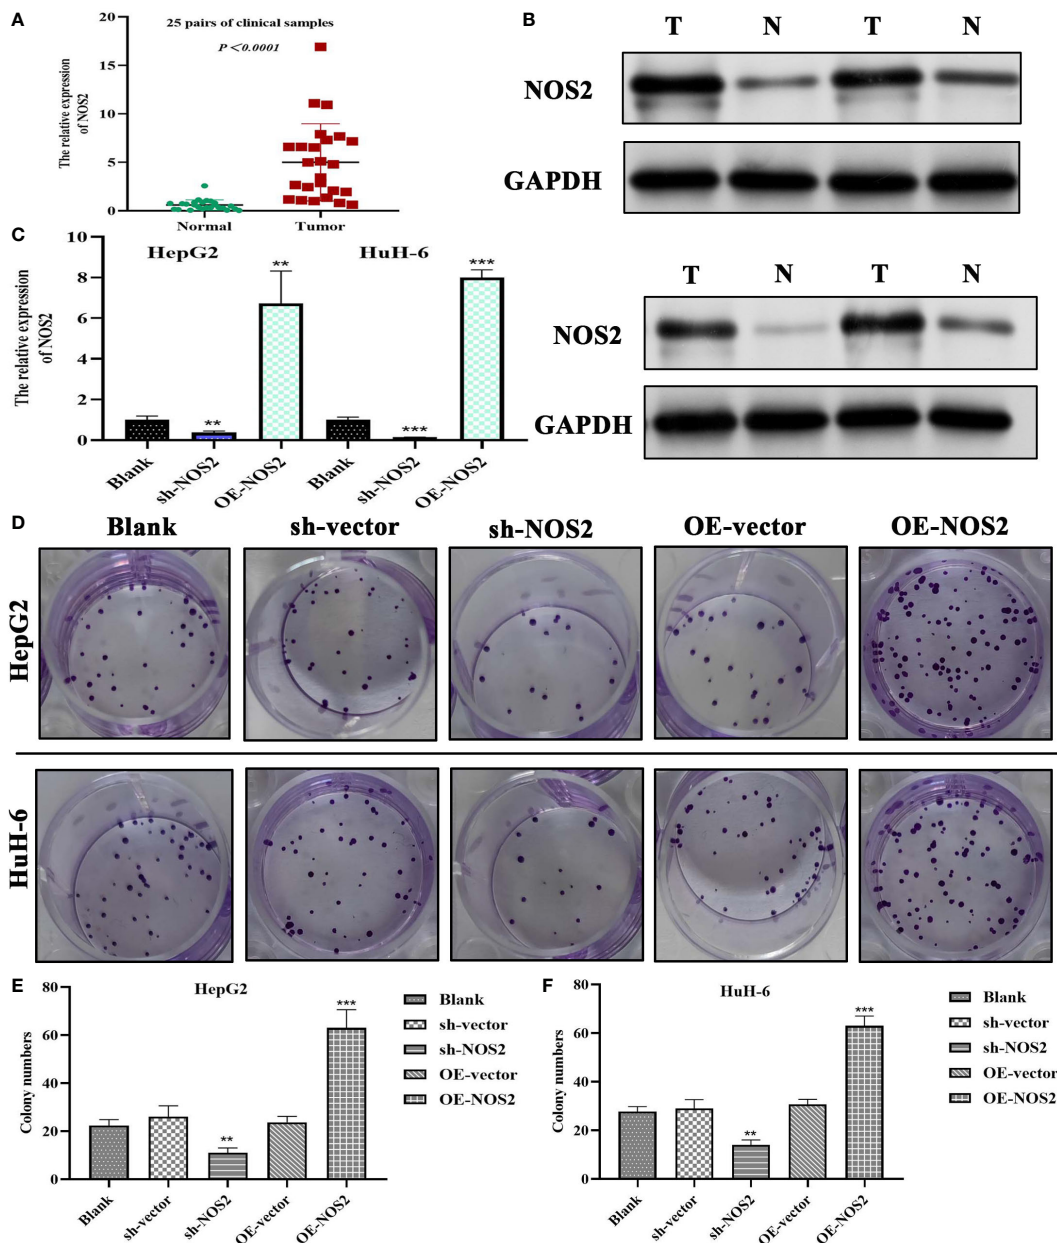 A
25 pairs of clinical samples
P<0.0001
The relative expression
of NOS2
20
15
10
5
0
Normal
Tumor
B
T N T N
NOS2
GAPDH
T N T N
NOS2
GAPDH
C
HepG2
HuH-6
The relative expression
of NOS2
10
8
6
4
2
0
**
**
***
***
Blank
sh-NOS2
OE-NOS2
Blank
sh-NOS2
OE-NOS2
D
Blank
sh-vector
sh-NOS2
OE-vector
OE-NOS2
HepG2
HuH-6
E
HepG2
Colony numbers
80
60
40
20
0
**
***
Blank
sh-vector
sh-NOS2
OE-vector
OE-NOS2
Blank
sh-vector
sh-NOS2
OE-vector
OE-NOS2
F
HuH-6
Colony numbers
80
60
40
20
0
**
***
Blank
sh-vector
sh-NOS2
OE-vector
OE-NOS2
Blank
sh-vector
sh-NOS2
OE-vector
OE-NOS2